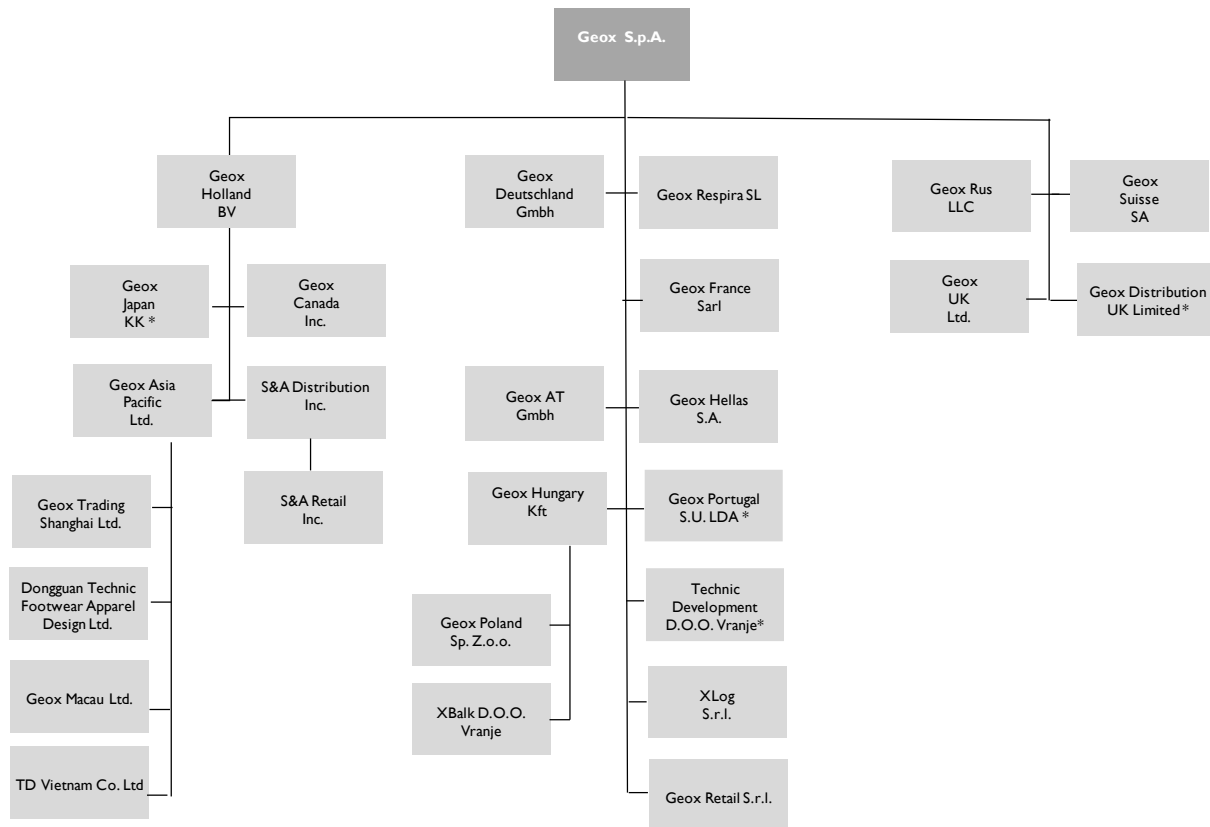 Geox S.p.A.
Geox
Holland
BV
Geox
Deutschland
Gmbh
Geox Respira SL
Geox Rus
LLC
Geox
Suisse
SA
Geox
Japan
KK *
Geox
Canada
Inc.
Geox France
Sarl
Geox
UK
Ltd.
Geox Distribution
UK Limited *
Geox Asia
Pacific
Ltd.
S&A Distribution
Inc.
Geox AT
Gmbh
Geox Hellas
S.A.
Geox Trading
Shanghai Ltd.
S&A Retail
Inc.
Geox Hungary
Kft
Geox Portugal
S.U. LDA *
Dongguan Technic
Footwear Apparel
Design Ltd.
Geox Poland
Sp. Z.o.o.
Technic
Development
D.O.O. Vranje*
Geox Macau Ltd.
XBalk D.O.O.
Vranje
XLog
S.r.l.
TD Vietnam Co. Ltd
Geox Retail S.r.l.